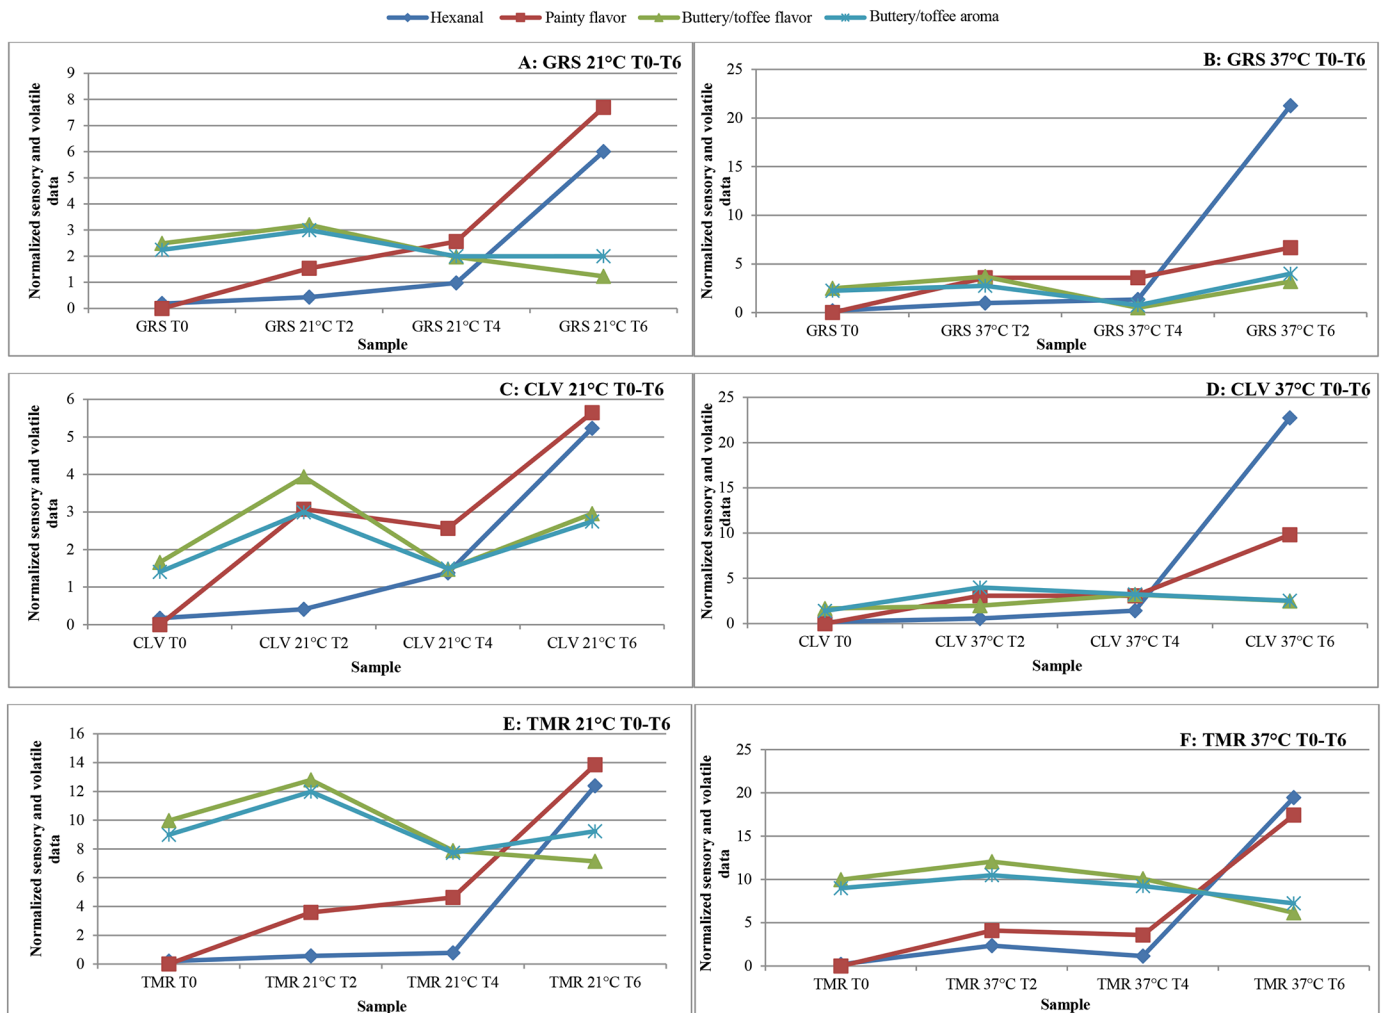 Hexanal Painty flavor Buttery/toffee flavor Buttery/toffee aroma
A: GRS 21°C T0-T6
Normalized sensory and volatile
data
9
8
7
6
5
4
3
2
1
0
GRS T0 GRS 21°C T2 GRS 21°C T4 GRS 21°C T6
Sample
B: GRS 37°C T0-T6
Normalized sensory and volatile
data
25
20
15
10
5
0
GRS T0 GRS 37°C T2 GRS 37°C T4 GRS 37°C T6
Sample
C: CLV 21°C T0-T6
Normalized sensory and volatile
data
6
5
4
3
2
1
0
CLV T0 CLV 21°C T2 CLV 21°C T4 CLV 21°C T6
Sample
D: CLV 37°C T0-T6
Normalized sensory and volatile
data
25
20
15
10
5
0
CLV T0 CLV 37°C T2 CLV 37°C T4 CLV 37°C T6
Sample
E: TMR 21°C T0-T6
Normalized sensory and volatile
data
16
14
12
10
8
6
4
2
0
TMR T0 TMR 21°C T2 TMR 21°C T4 TMR 21°C T6
Sample
F: TMR 37°C T0-T6
Normalized sensory and volatile
data
25
20
15
10
5
0
TMR T0 TMR 37°C T2 TMR 37°C T4 TMR 37°C T6
Sample